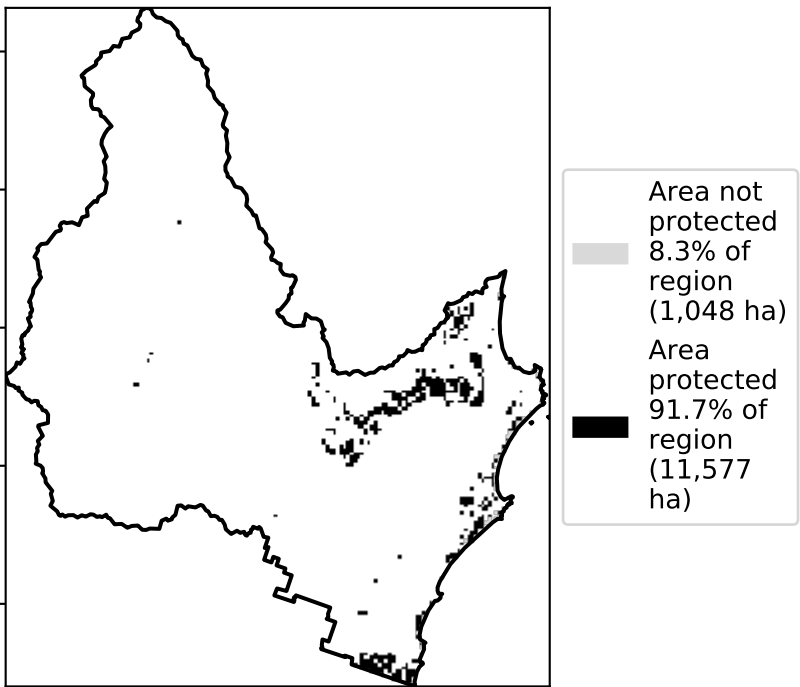 Area not
protected
8.3% of
region
(1,048 ha)
Area
protected
91.7% of
region
(11,577
ha)